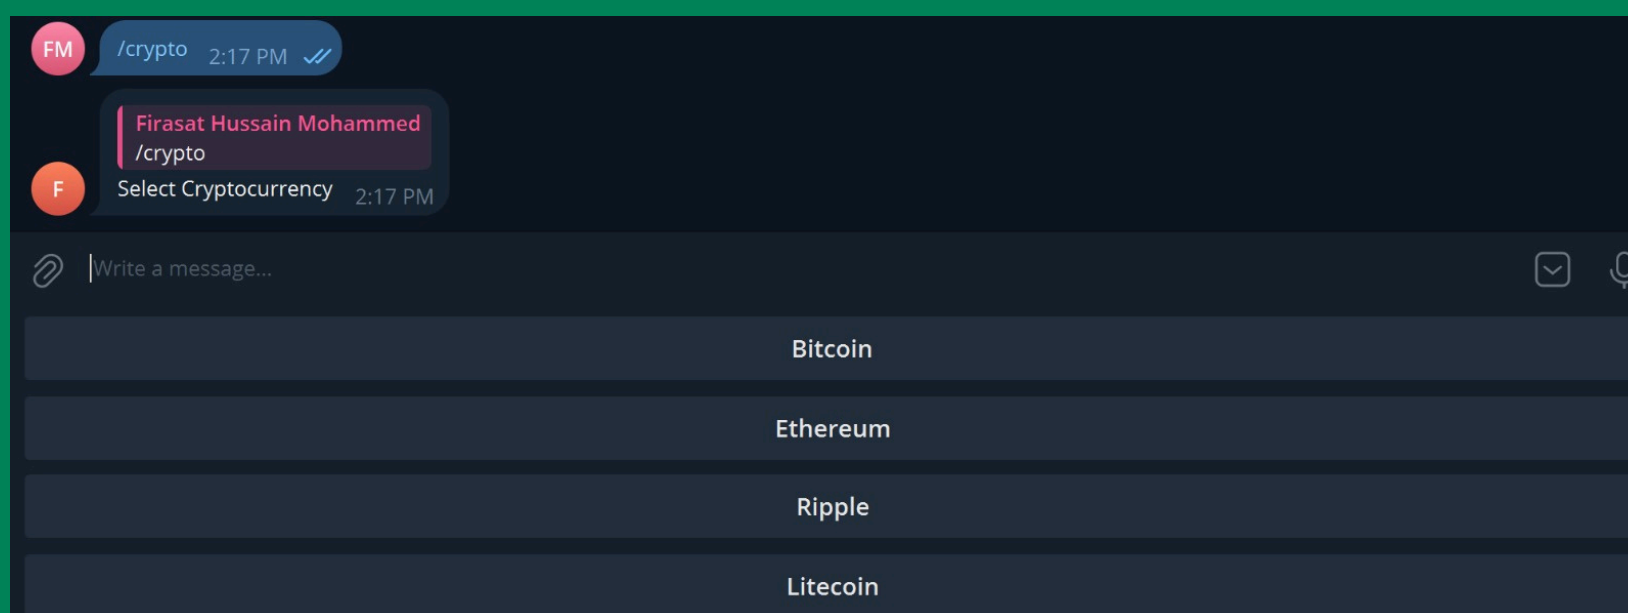 FM
/crypto 2:17 PM
Firasat Hussain Mohammed
/crypto
F
Select Cryptocurrency 2:17 PM
Write a message...
Bitcoin
Ethereum
Ripple
Litecoin